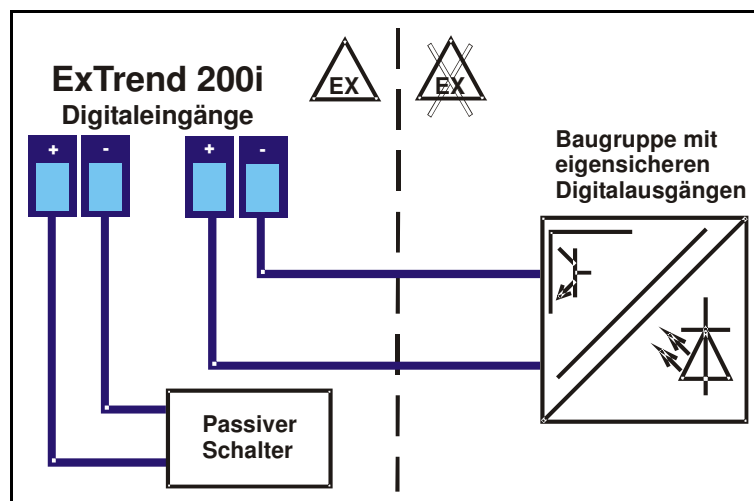 ExTrend 200i
Digitaleingänge
EX
EX
+ - + -
Baugruppe mit
eigensicheren
Digitalausgängen
Passiver
Schalter